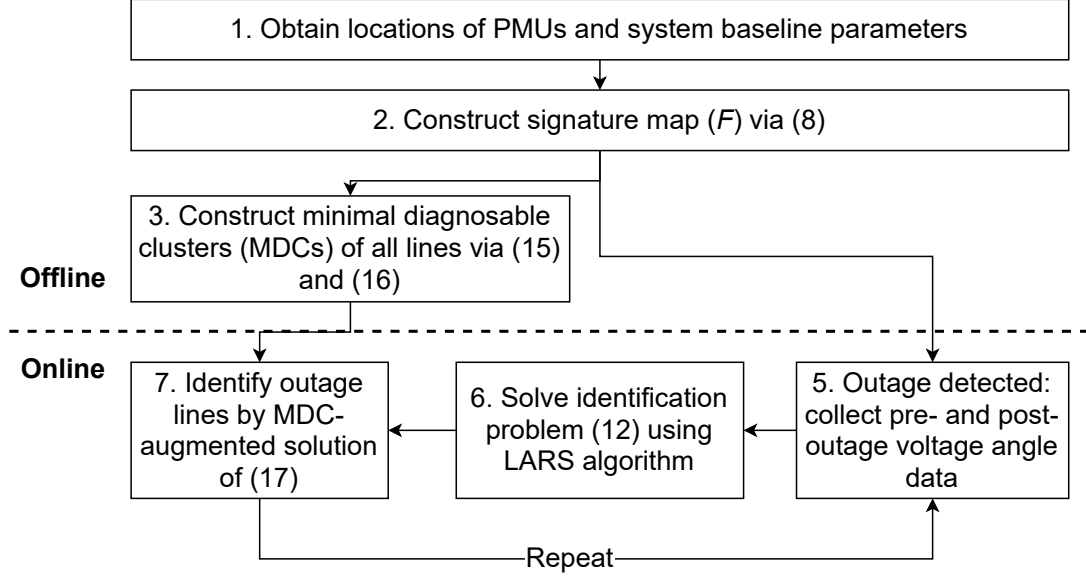 1. Obtain locations of PMUs and system baseline parameters
2. Construct signature map (F) via (8)
3. Construct minimal diagnosable
clusters (MDCs) of all lines via (15)
and (16)
Offline
Online
7. Identify outage
lines by MDC-
augmented solution
of (17)
6. Solve identification
problem (12) using
LARS algorithm
5. Outage detected:
collect pre- and post-
outage voltage angle
data
Repeat